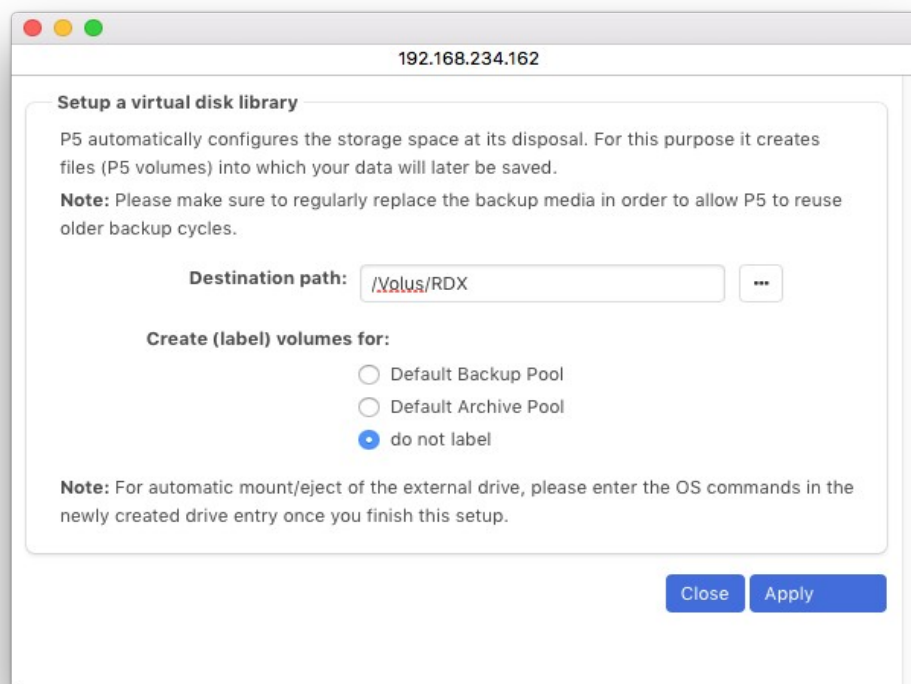 192.168.234.162
Setup a virtual disk library
P5 automatically configures the storage space at its disposal. For this purpose it creates
files (P5 volumes) into which your data will later be saved.
Note: Please make sure to regularly replace the backup media in order to allow P5 to reuse
older backup cycles.
Destination path: /Volus/RDX ...
Create (label) volumes for:
Default Backup Pool
Default Archive Pool
do not label
Note: For automatic mount/eject of the external drive, please enter the OS commands in the
newly created drive entry once you finish this setup.
Close Apply